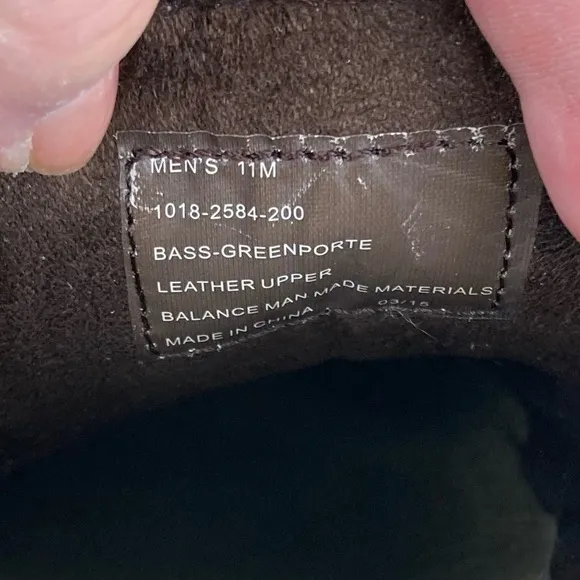 MEN'S 11M
1018-2584-200
BASS-GREENPORTE
LEATHER UPPER
BALANCE MAN MADE MATERIALS
MADE IN CHINA 03/15